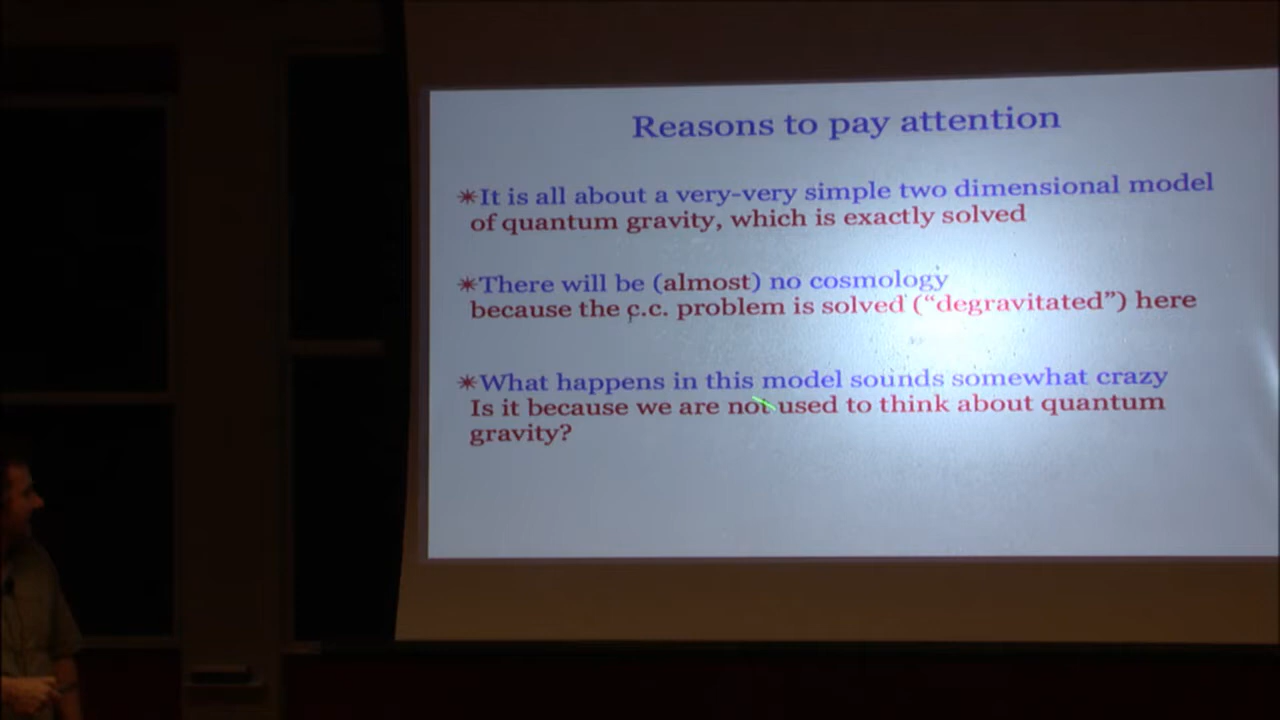 Reasons to pay attention
✴It is all about a very-very simple two dimensional model
of quantum gravity, which is exactly solved
✴There will be (almost) no cosmology
because the c.c. problem is solved (“degravitated”) here
✴What happens in this model sounds somewhat crazy
Is it because we are not used to think about quantum
gravity?